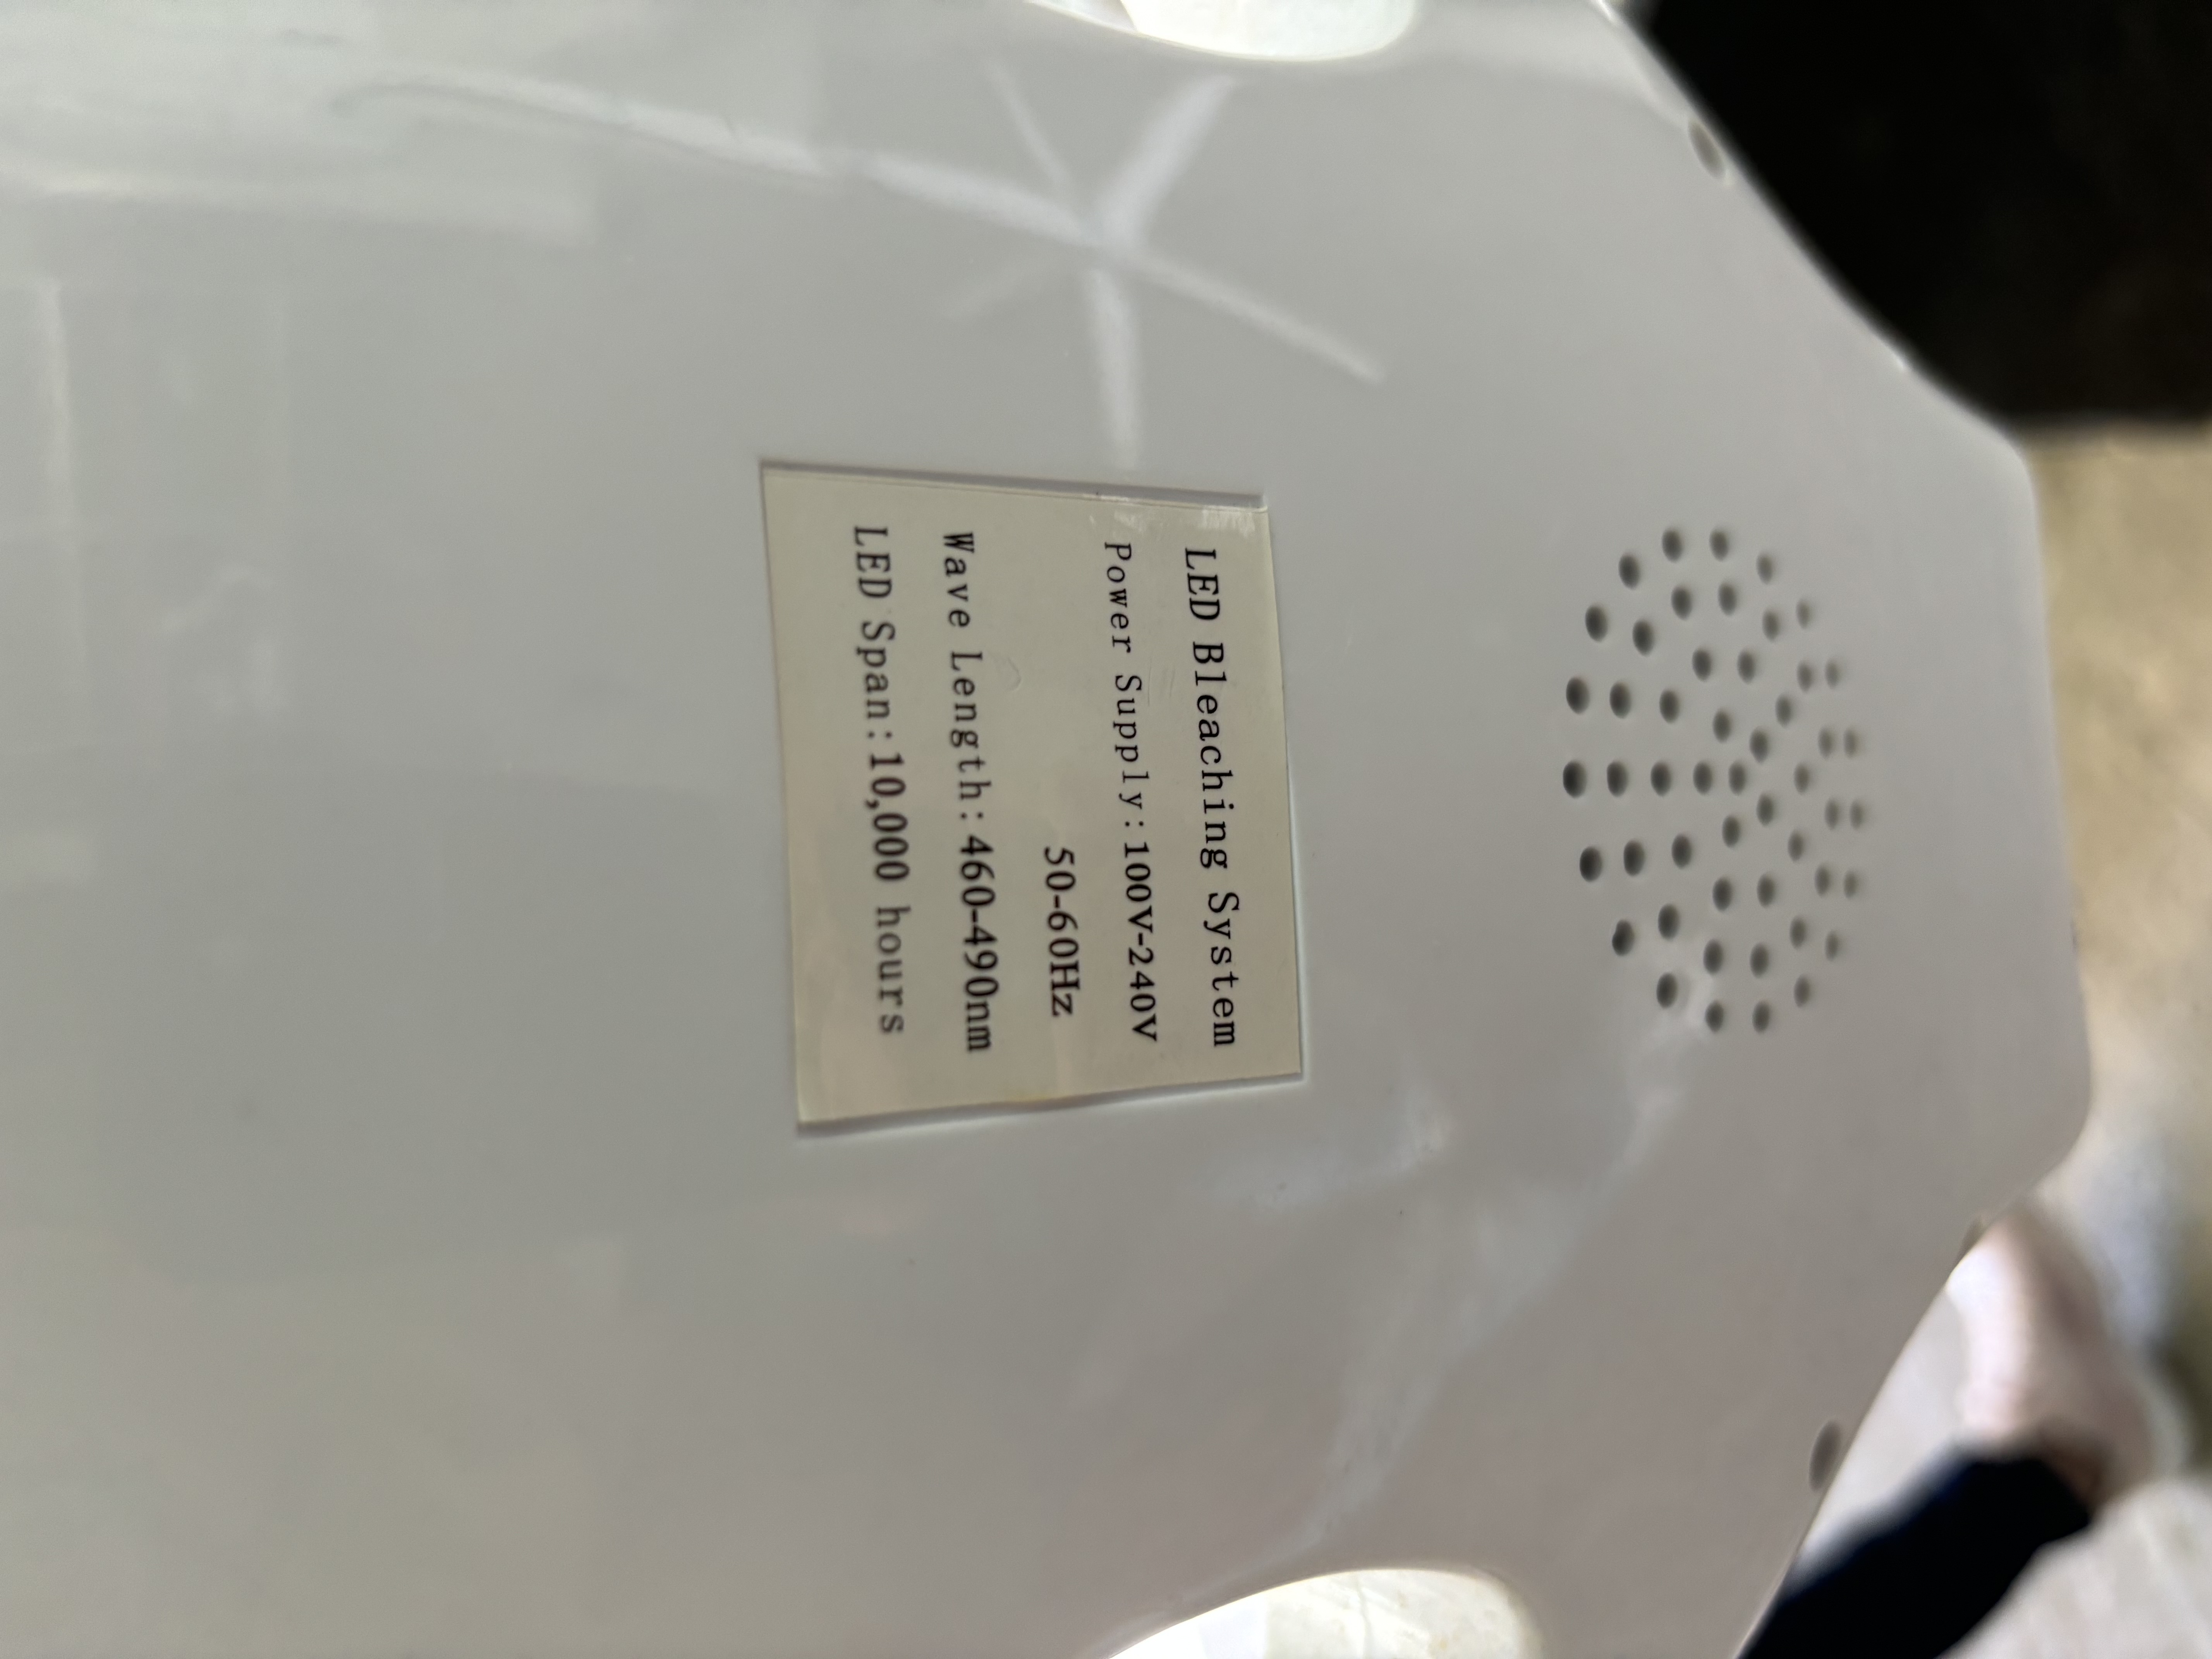 LED Bleaching System
Power Supply:100V-240V
50-60Hz
Wave Length:460-490nm
LED Span:10,000 hours